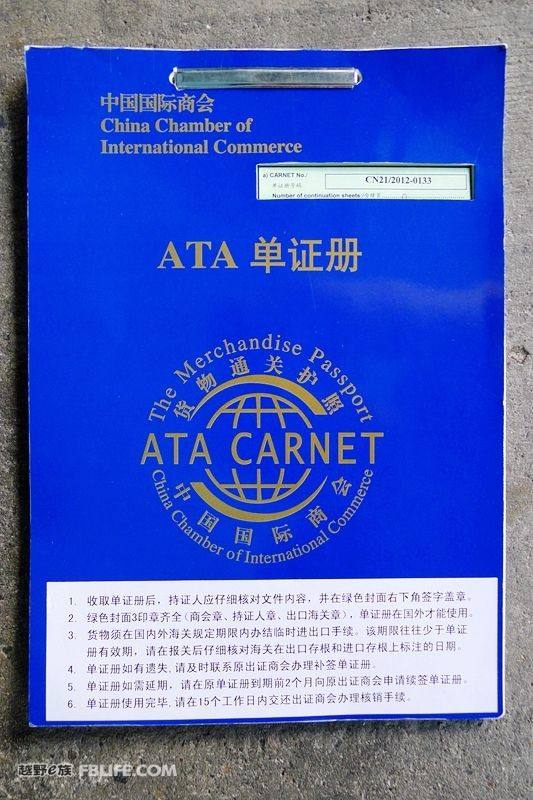 中国国际商会
China Chamber of
International Commerce
a) CARNET No./
单证册号码
CN21/2012-0133
Number of continuation sheets/
ATA 单证册
The Merchandise Passport
货物通关护照
ATA CARNET
中国国际商会
China Chamber of International Commerce
1. 收取单证册后，持证人应仔细核对文件内容，并在绿色封面右下角签字盖章。
2. 绿色封面3印章齐全（商会章、持证人章、出口海关章），单证册在国外才能使用。
3. 货物须在国内外海关规定期限内办结临时进出口手续。该期限往往少于单证
册有效期，请在报关后仔细核对海关在出口存根和进口存根上标注的日期。
4. 单证册如有遗失，请及时联系原出证商会办理补签单证册。
5. 单证册如需延期，请在原单证册到期前2个月向原出证商会申请续签单证册。
6. 单证册使用完毕，请在15个工作日内交还出证商会办理核销手续。
越野e族 FBLIFE.COM